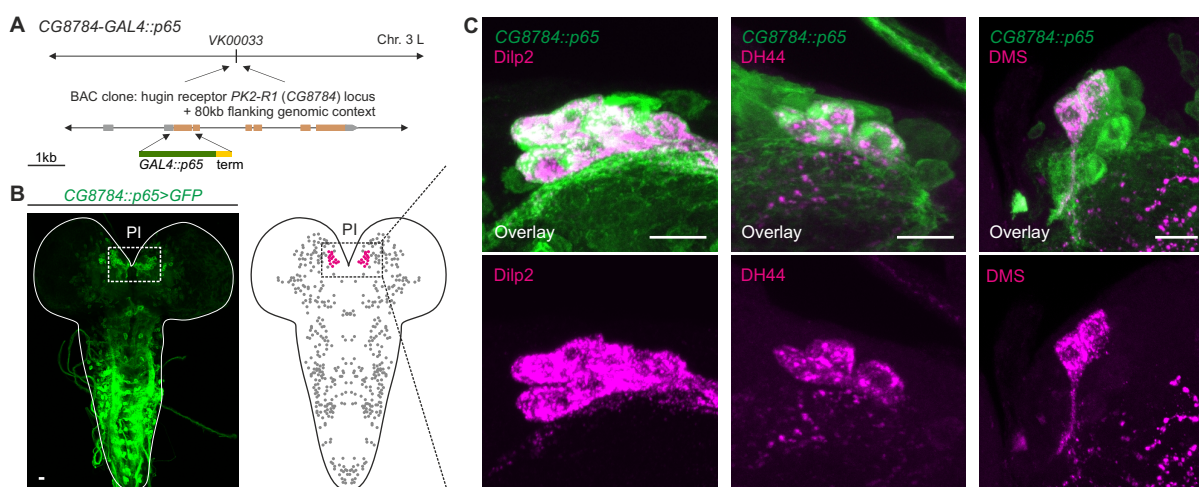 A
CG8784-GAL4::p65
VK00033
Chr. 3 L
BAC clone: hugin receptor PK2-R1 (CG8784) locus
+ 80kb flanking genomic context
1kb
GAL4::p65
term
B
CG8784::p65>GFP
PI
PI
C
CG8784::p65
Dilp2
Overlay
CG8784::p65
DH44
Overlay
CG8784::p65
DMS
Overlay
Dilp2
DH44
DMS